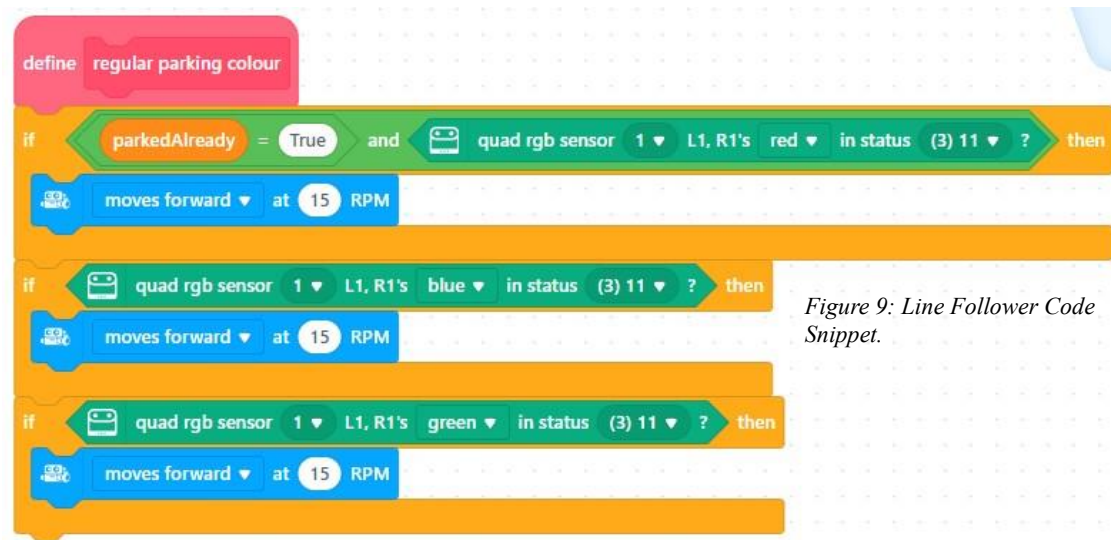 define regular parking colour
if parkedAlready = True and quad rgb sensor 1 L1, R1's red in status (3) 11 ? then
moves forward at 15 RPM
if quad rgb sensor 1 L1, R1's blue in status (3) 11 ? then
moves forward at 15 RPM
Figure 9: Line Follower Code
Snippet.
if quad rgb sensor 1 L1, R1's green in status (3) 11 ? then
moves forward at 15 RPM